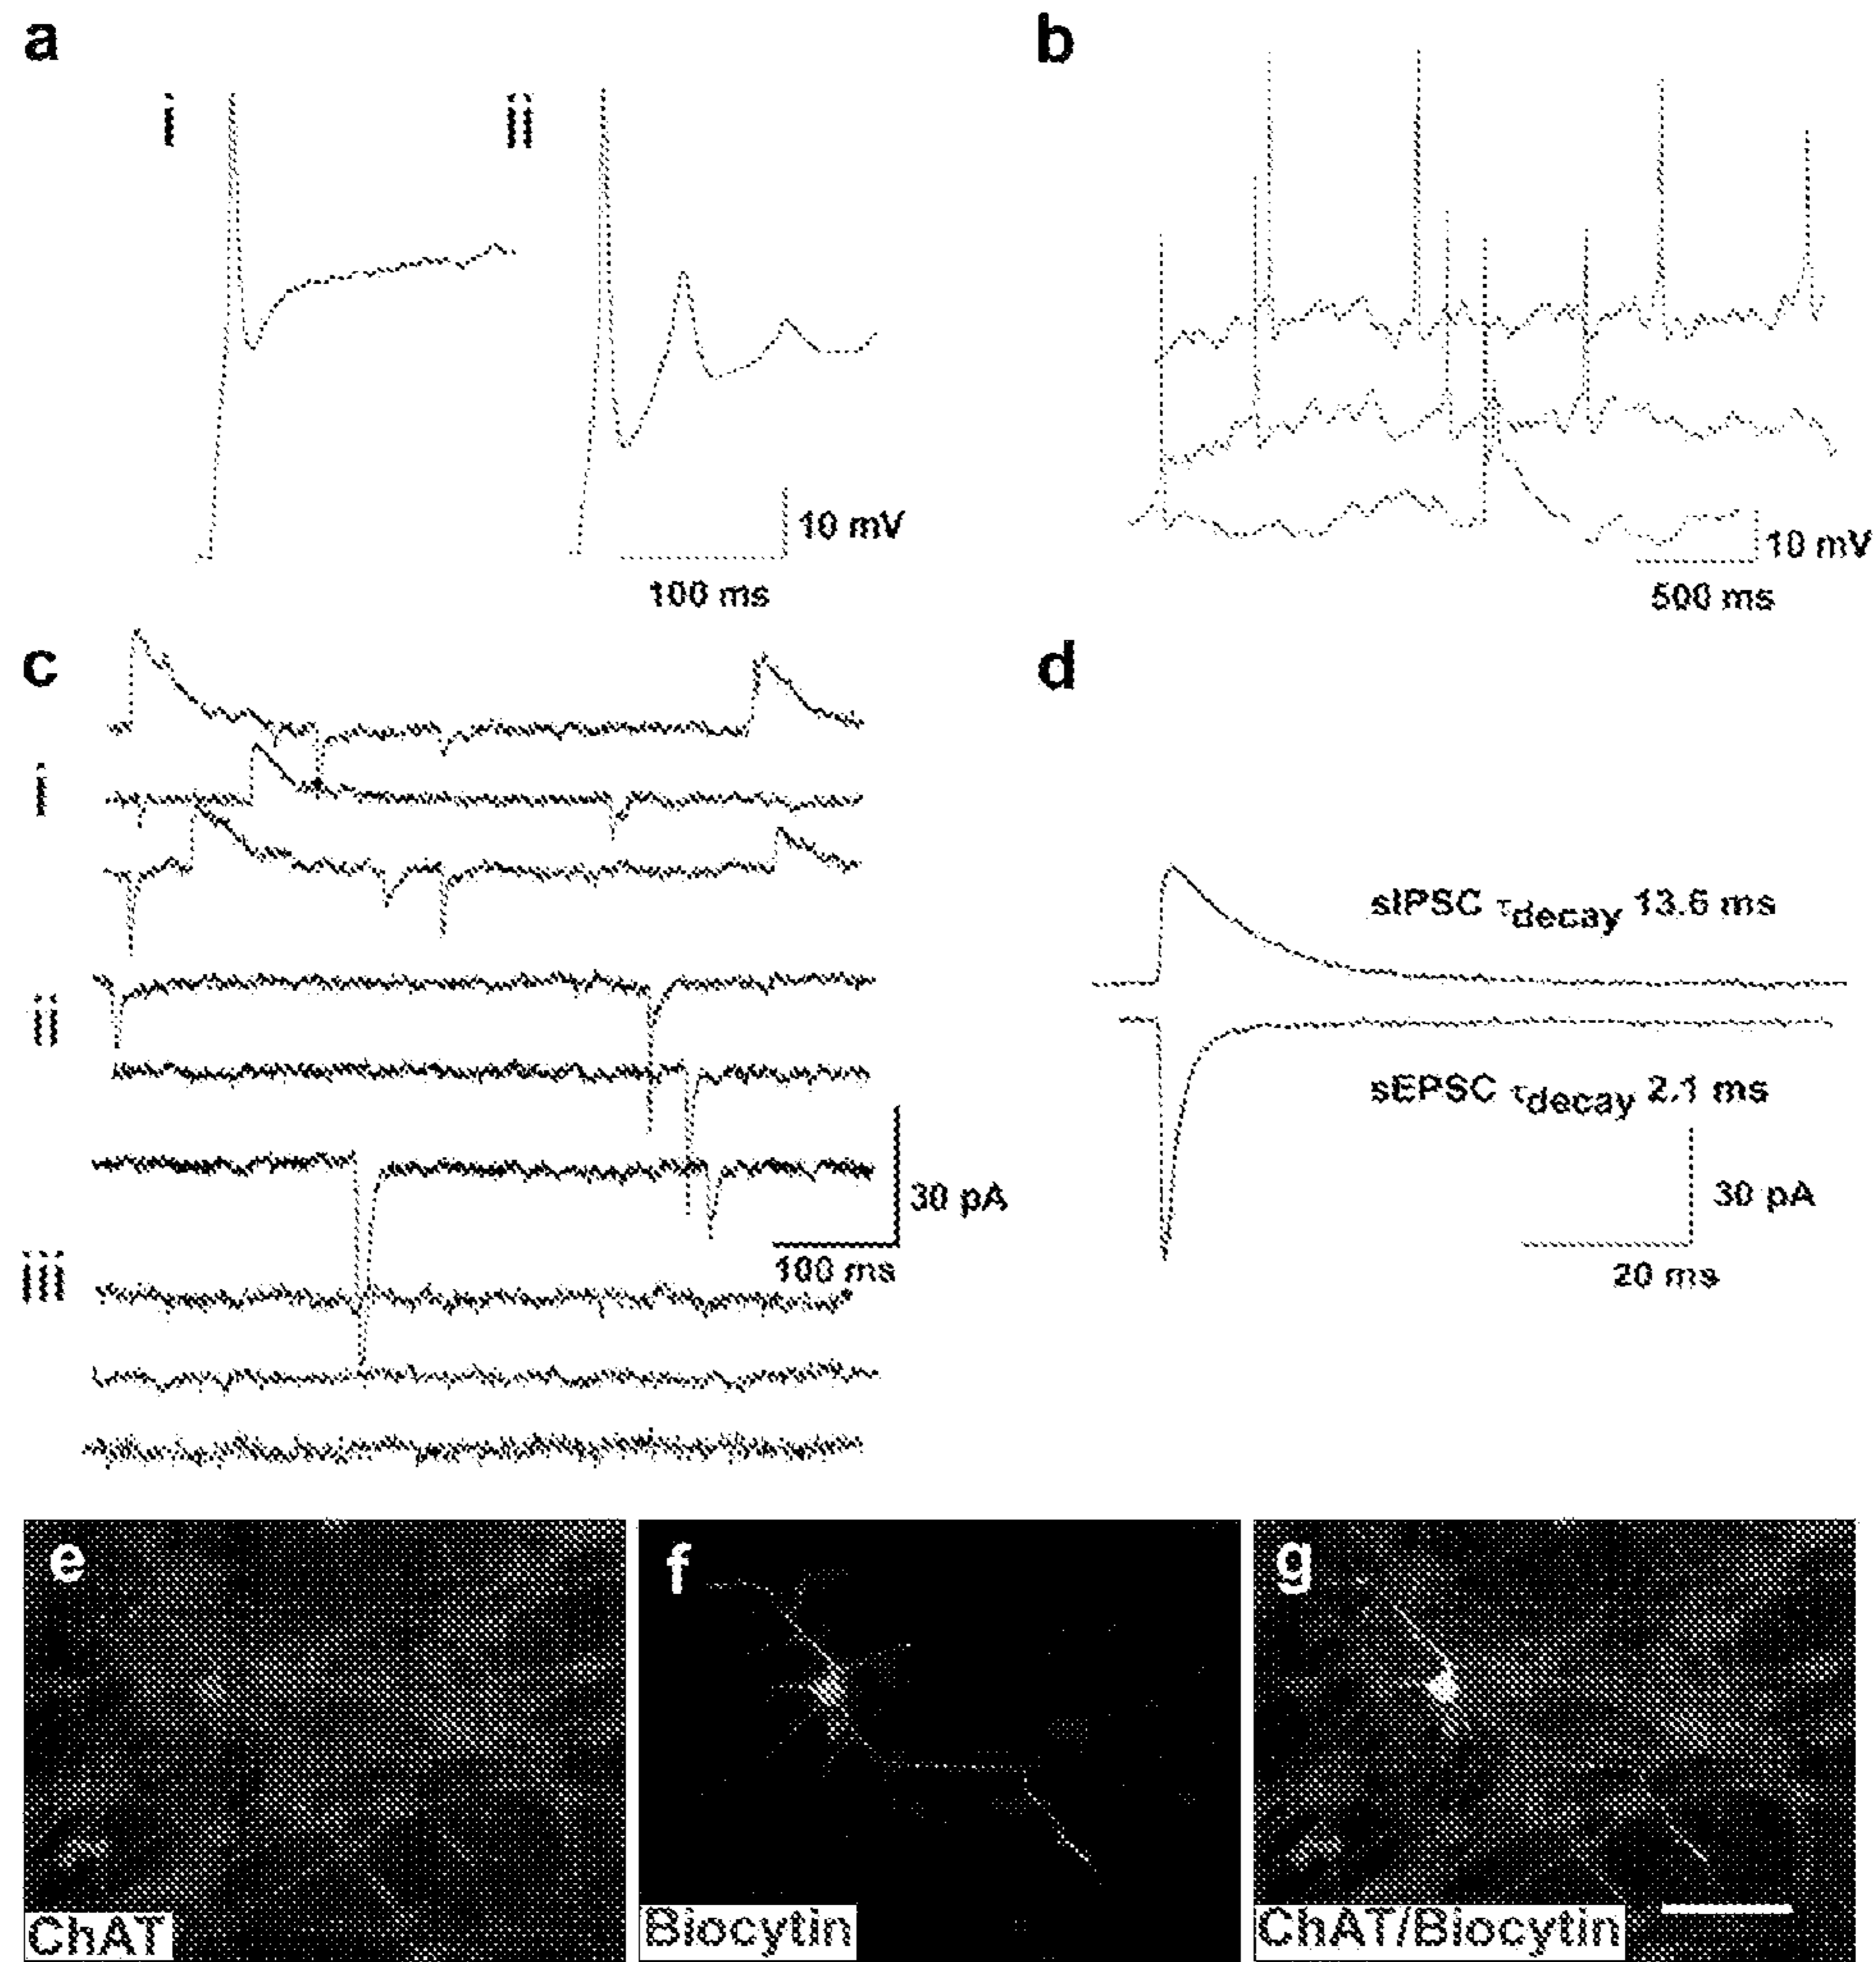 a
i
ii
10 mV
100 ms
b
10 mV
500 ms
c
i
ii
iii
30 pA
100 ms
d
sIPSC τdecay 13.6 ms
sEPSC τdecay 2.1 ms
30 pA
20 ms
e
ChAT
f
Biocytin
g
ChAT/Biocytin